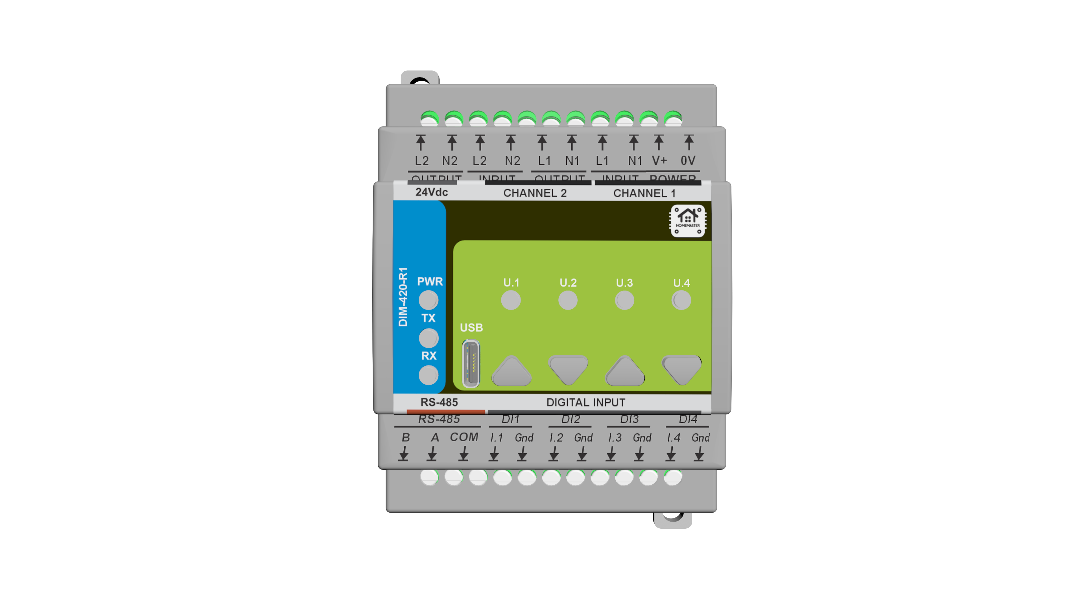 L2 N2 L2 N2 L1 N1 L1 N1 V+ 0V
OUTPUT INPUT OUTPUT INPUT POWER
24Vdc CHANNEL 2 CHANNEL 1
HOMEMASTER
DIM-420-R1
PWR
TX
RX
U.1 U.2 U.3 U.4
USB
RS-485 DIGITAL INPUT
RS-485 DI1 DI2 DI3 DI4
B A COM I.1 Gnd I.2 Gnd I.3 Gnd I.4 Gnd